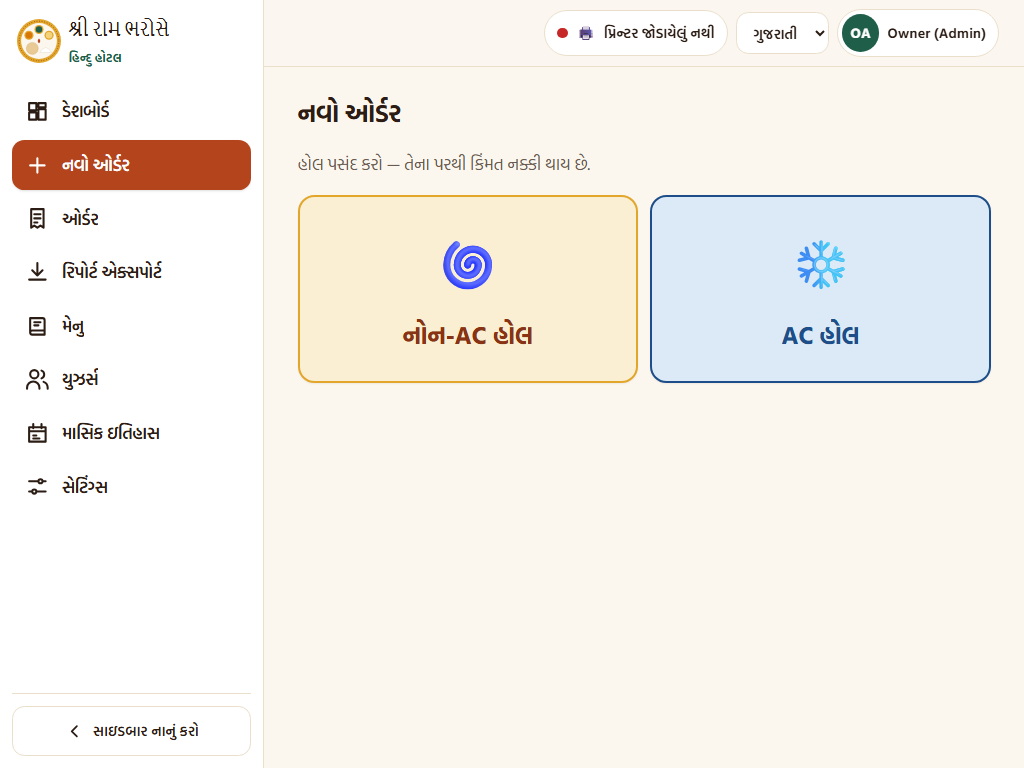 શ્રી રામ ભરોસે
હિન્દુ હોટલ
ડેશબોર્ડ
નવો ઓર્ડર
ઓર્ડર
રિપોર્ટ એક્સપોર્ટ
મેનુ
યુઝર્સ
માસિક ઇતિહાસ
સેટિંગ્સ
સાઇડબાર નાનું કરો
પ્રિન્ટર જોડાયેલું નથી
ગુજરાતી
OA
Owner (Admin)
નવો ઓર્ડર
હોલ પસંદ કરો — તેના પરથી કિંમત નક્કી થાય છે.
નોન-AC હોલ
AC હોલ